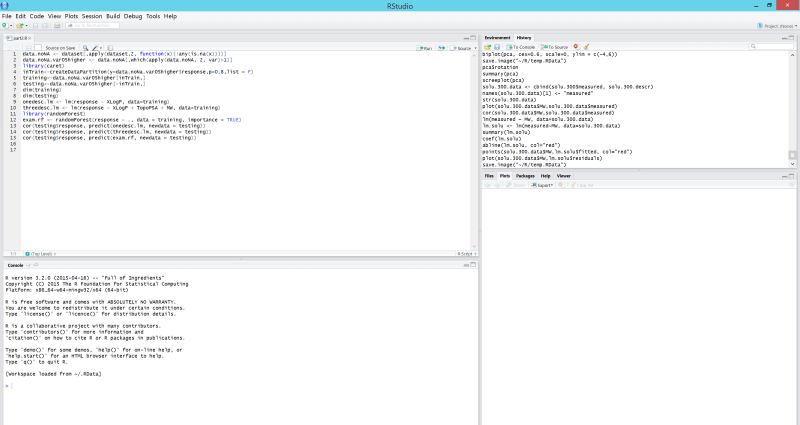 RStudio
File Edit Code View Plots Session Build Debug Tools Help
Project: (None)
part2.R
Source on Save
Run
Source
1 data.noNA <- dataset[,apply(dataset,2, function(x){!any(is.na(x))})]
2 data.noNa.varOShigher <- data.noNA[,which(apply(data.noNA, 2, var)>1)]
3 library(caret)
4 inTrain<-createDataPartition(y=data.noNa.varOShigher$response,p=0.8,list = F)
5 training<-data.noNa.varOShigher[inTrain,]
6 testing<-data.noNa.varOShigher[-inTrain,]
7 dim(training)
8 dim(testing)
9 onedesc.lm <- lm(response ~ XLogP, data=training)
10 threedesc.lm <- lm(response ~ XLogP + TopoPSA + MW, data=training)
11 library(randomForest)
12 exam.rf <- randomForest(response ~ ., data = training, importance = TRUE)
13 cor(testing$response, predict(onedesc.lm, newdata = testing))
14 cor(testing$response, predict(threedesc.lm, newdata = testing))
15 cor(testing$response, predict(exam.rf, newdata = testing))
16
17
1:1
(Top Level)
R Script
Console
R version 3.2.0 (2015-04-16) -- "Full of Ingredients"
Copyright (C) 2015 The R Foundation for Statistical Computing
Platform: x86_64-w64-mingw32/x64 (64-bit)
R is free software and comes with ABSOLUTELY NO WARRANTY.
You are welcome to redistribute it under certain conditions.
Type 'license()' or 'licence()' for distribution details.
R is a collaborative project with many contributors.
Type 'contributors()' for more information and
'citation()' on how to cite R or R packages in publications.
Type 'demo()' for some demos, 'help()' for on-line help, or
'help.start()' for an HTML browser interface to help.
Type 'q()' to quit R.
[Workspace loaded from ~/.RData]
>
Environment History
To Console To Source
biplot(pca, cex=0.6, scale=0, ylim = c(-4,6))
save.image("~/R/temp.RData")
pca$rotation
summary(pca)
screeplot(pca)
solu.300.data <- cbind(solu.300$measured, solu.300.descr)
names(solu.300.data)[1] <- "measured"
str(solu.300.data)
plot(solu.300.data$MW,solu.300.data$measured)
cor(solu.300.data$MW,solu.300.data$measured)
lm(measured ~ MW, data=solu.300.data)
lm.solu <- lm(measured~MW, data=solu.300.data)
summary(lm.solu)
coef(lm.solu)
abline(lm.solu, col="red")
points(solu.300.data$MW,lm.solu$fitted, col="red")
plot(solu.300.data$MW,lm.solu$residuals)
save.image("~/R/temp.RData")
Files Plots Packages Help Viewer
Zoom Export Clear All